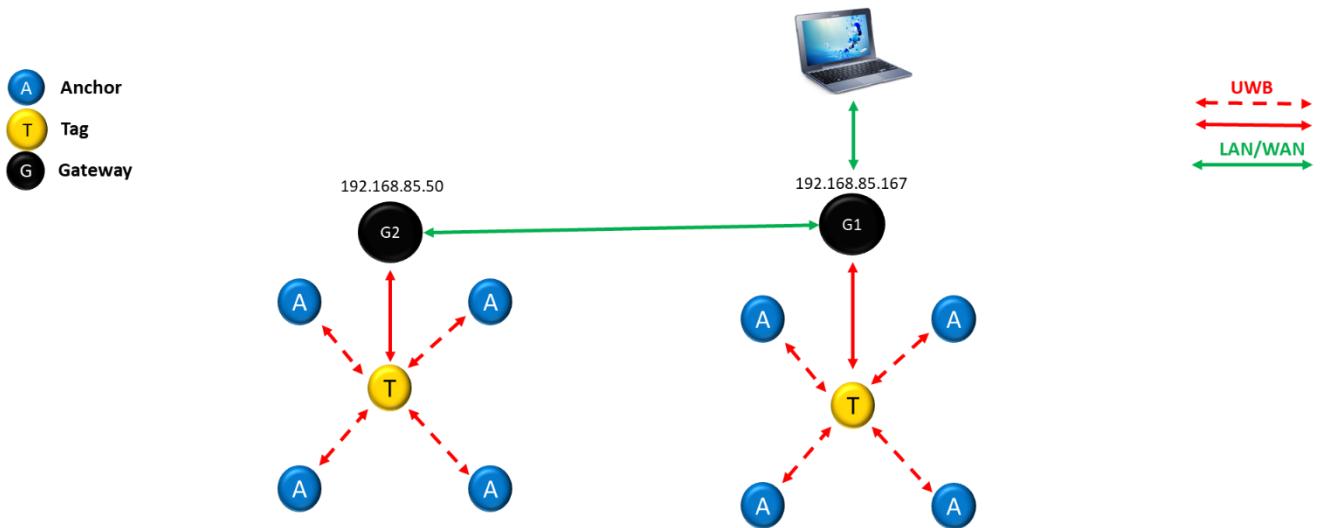 A Anchor
T Tag
G Gateway
UWB
LAN/WAN
192.168.85.50
192.168.85.167
G2
G1
A
A
A
A
T
T
A
A
A
A